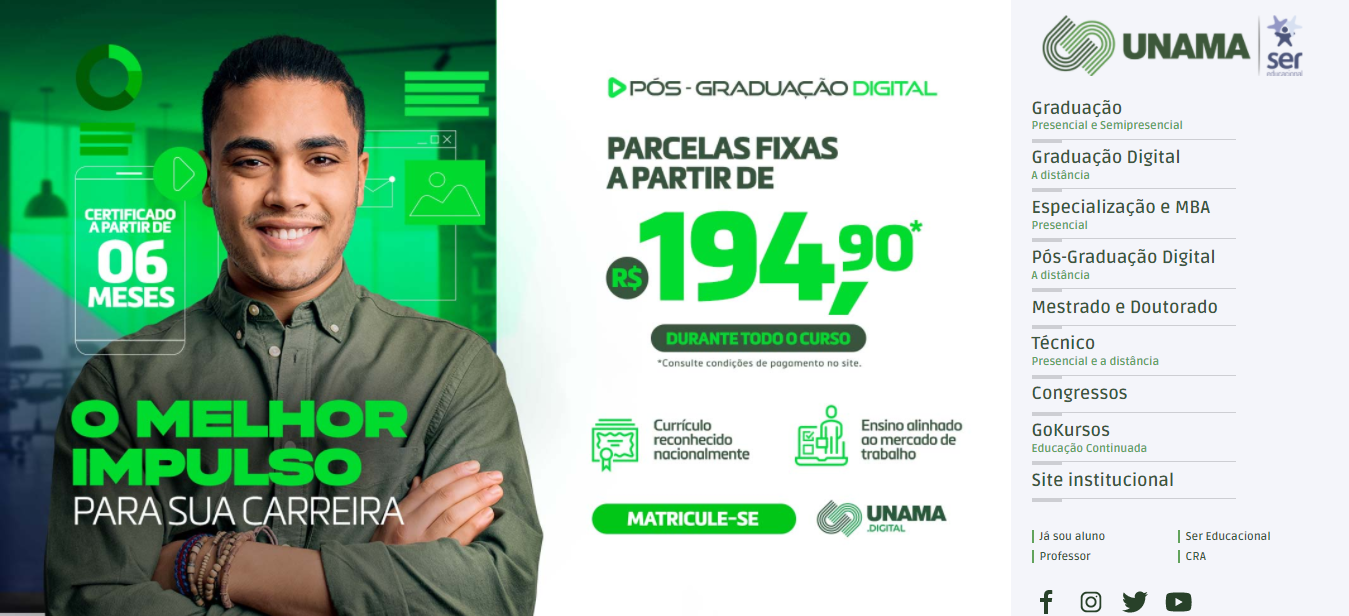 CERTIFICADO
A PARTIR DE
06
MESES
O MELHOR
IMPULSO
PARA SUA CARREIRA
PÓS - GRADUAÇÃO DIGITAL
PARCELAS FIXAS
A PARTIR DE
R$ 194,90*
DURANTE TODO O CURSO
*Consulte condições de pagamento no site.
Currículo
reconhecido
nacionalmente
Ensino alinhado
ao mercado de
trabalho
MATRICULE-SE
UNAMA
.DIGITAL
UNAMA
ser
educacional
Graduação
Presencial e Semipresencial
Graduação Digital
A distância
Especialização e MBA
Presencial
Pós-Graduação Digital
A distância
Mestrado e Doutorado
Técnico
Presencial e a distância
Congressos
GoKursos
Educação Continuada
Site institucional
Já sou aluno
Ser Educacional
Professor
CRA